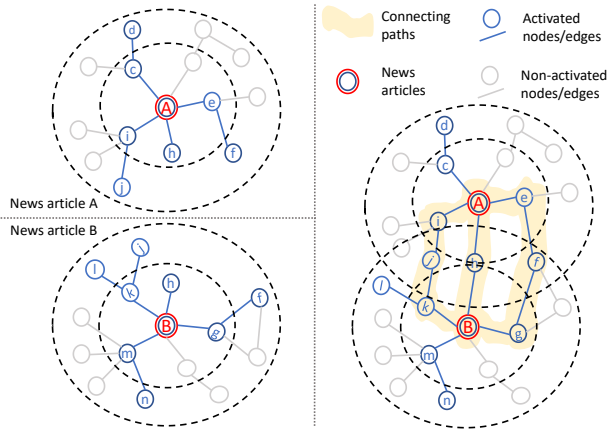 d
c
A
e
i
h
f
j
News article A
News article B
j
l
k
h
f
B
g
m
n
Connecting
paths
Activated
nodes/edges
News
articles
Non-activated
nodes/edges
d
c
A
e
i
j
h
f
l
k
B
g
m
n